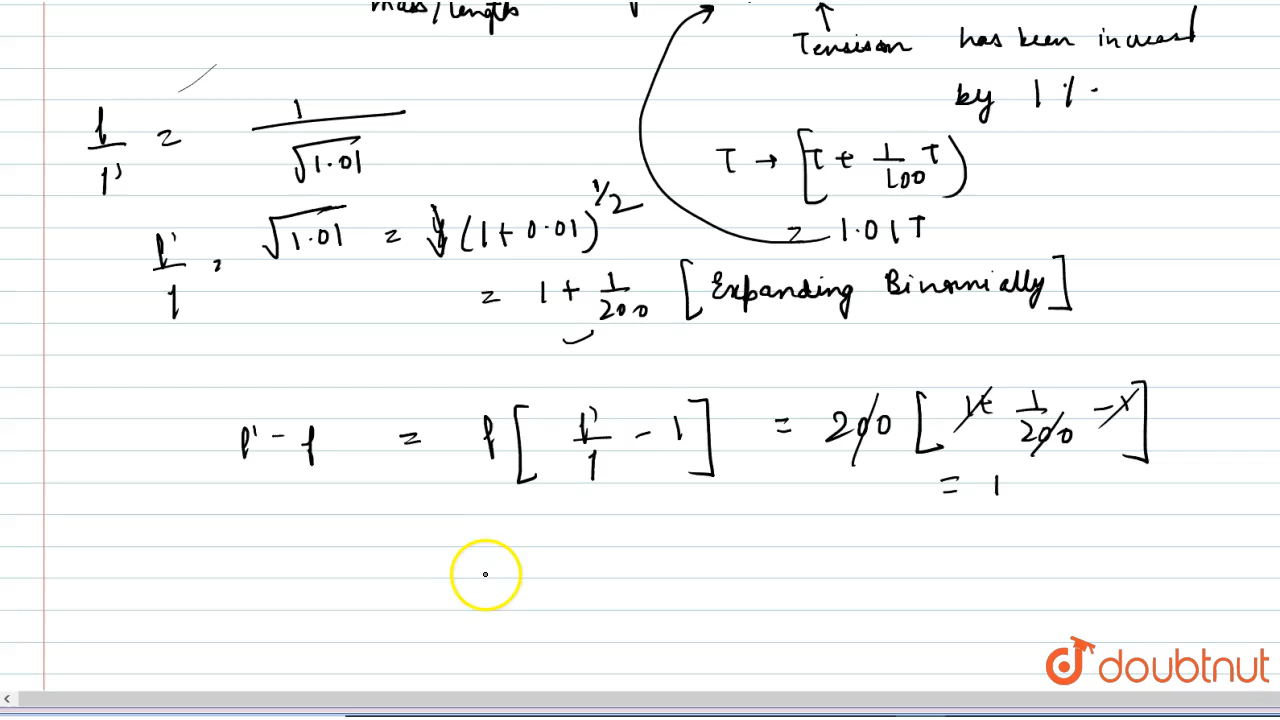 mass/length
Tension has been increased
by 1 %.
f/f' = 1/√1.01
T → [T + 1/100 T]
= 1.01T
f'/f = √1.01 = (1 + 0.01)^1/2
= 1 + 1/200 [Expanding Binomially]
f' - f = f [f'/f - 1] = 200 [1 + 1/200 - 1]
= 1
doubtnut